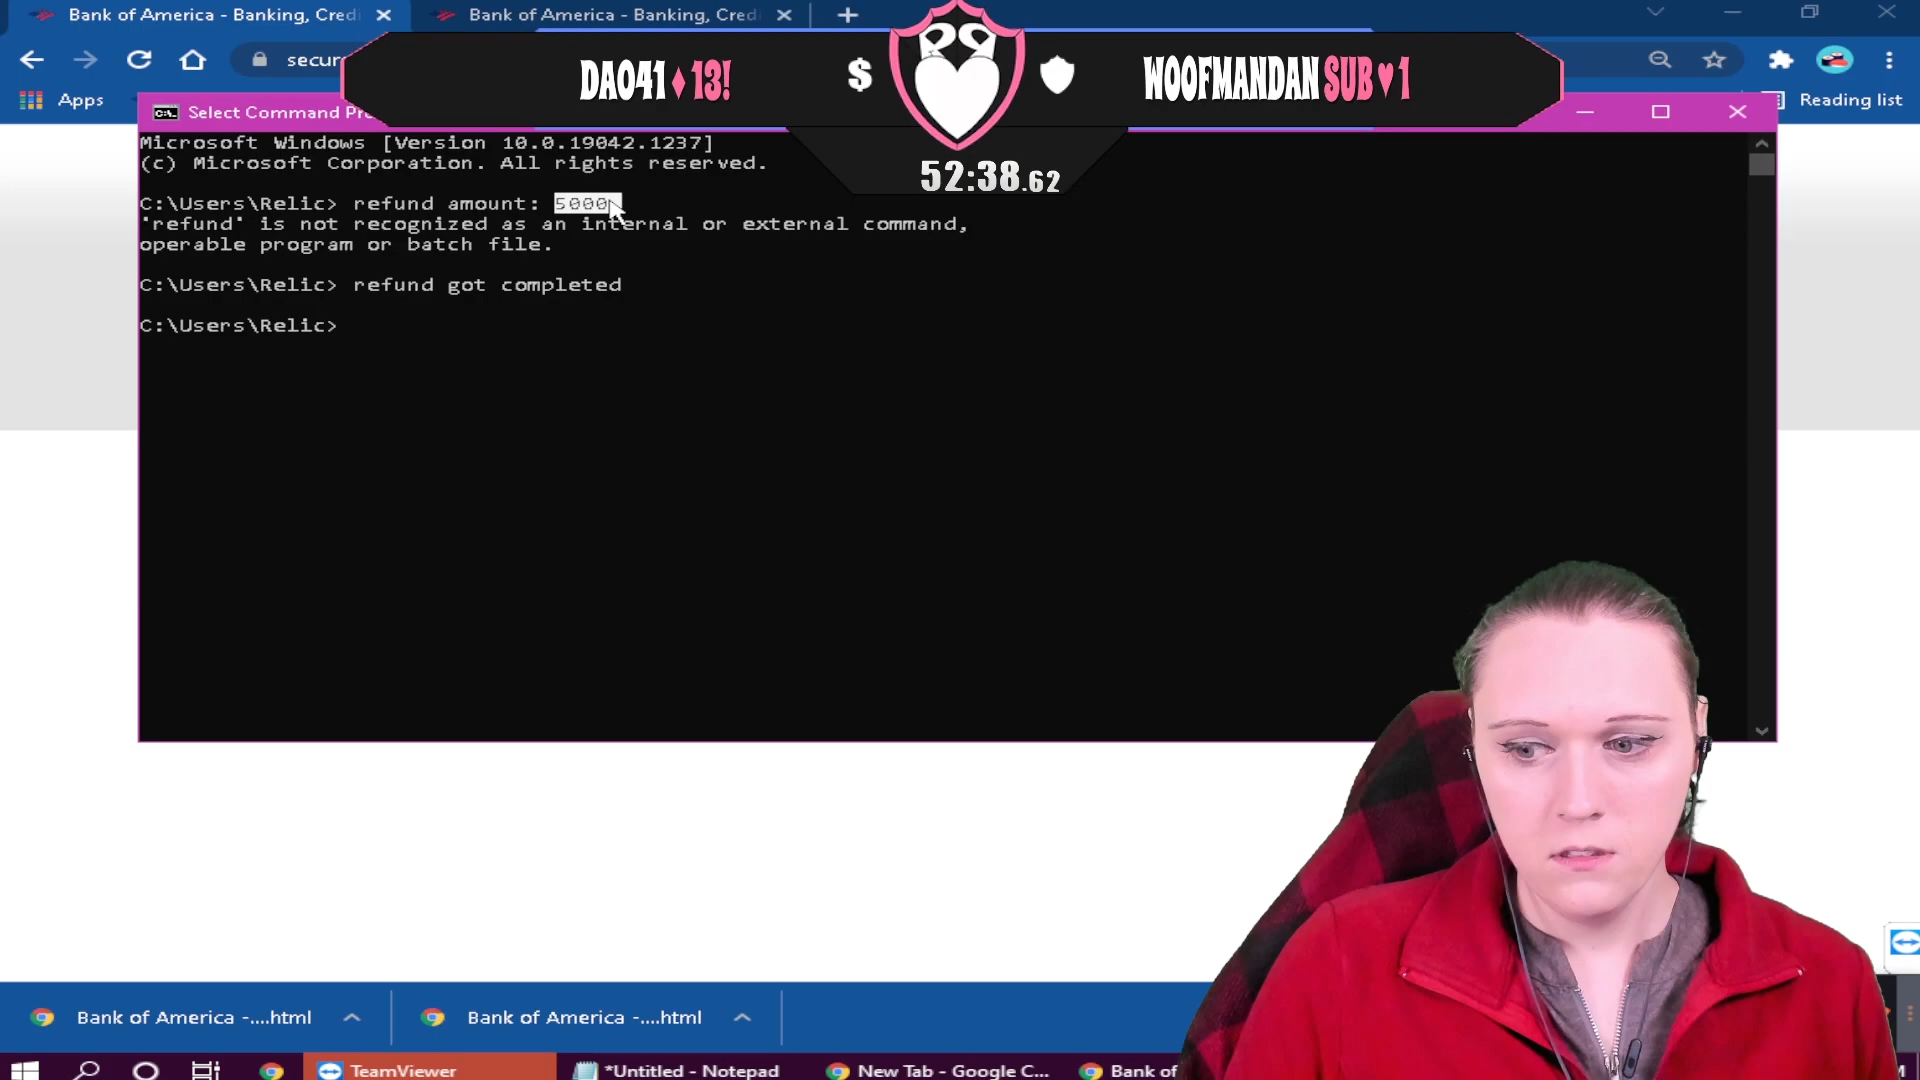 Bank of America - Banking, Credi
Bank of America - Banking, Cred
secur
Apps
Reading list
DAO41 ♦ 13!
$
WOOFMANDAN SUB ♥ 1
52:38.62
Select Command Pr
Microsoft Windows [Version 10.0.19042.1237]
(c) Microsoft Corporation. All rights reserved.
C:\Users\Relic> refund amount: 5000
'refund' is not recognized as an internal or external command,
operable program or batch file.
C:\Users\Relic> refund got completed
C:\Users\Relic>
Bank of America -....html
Bank of America -....html
TeamViewer
*Untitled - Notepad
New Tab - Google C...
Bank of